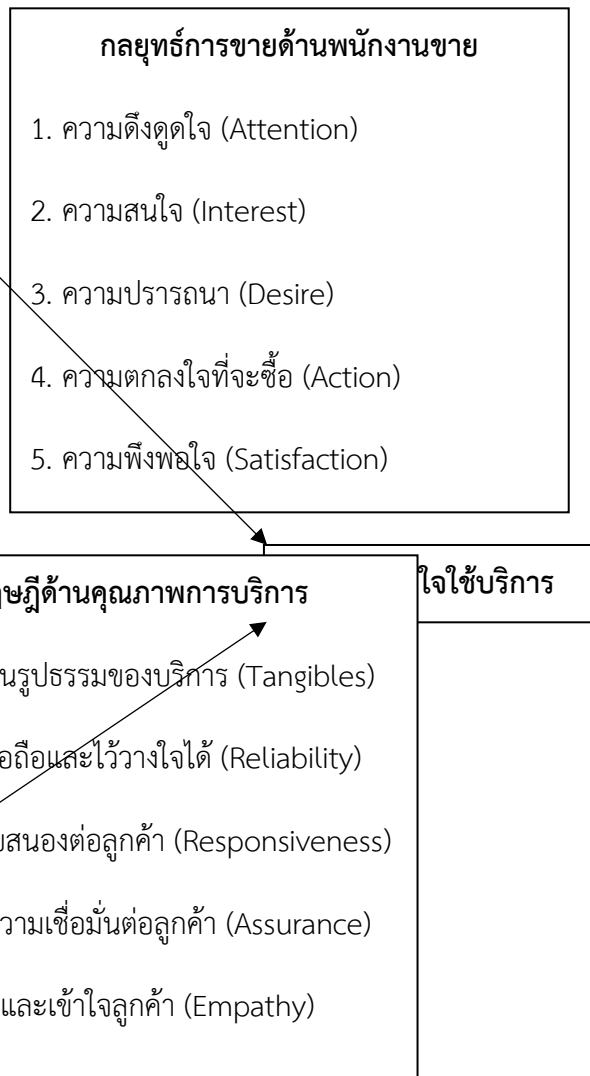 กลยุทธ์การขายด้านพนักงานขาย
1. ความดึงดูดใจ (Attention)
2. ความสนใจ (Interest)
3. ความปรารถนา (Desire)
4. ความตกลงใจที่จะซื้อ (Action)
5. ความพึงพอใจ (Satisfaction)
ษฎีด้านคุณภาพการบริการ
ใจใช้บริการ
นรูปธรรมของบริการ (Tangibles)
อถือและไว้วางใจได้ (Reliability)
สนองต่อลูกค้า (Responsiveness)
วามเชื่อมั่นต่อลูกค้า (Assurance)
และเข้าใจลูกค้า (Empathy)